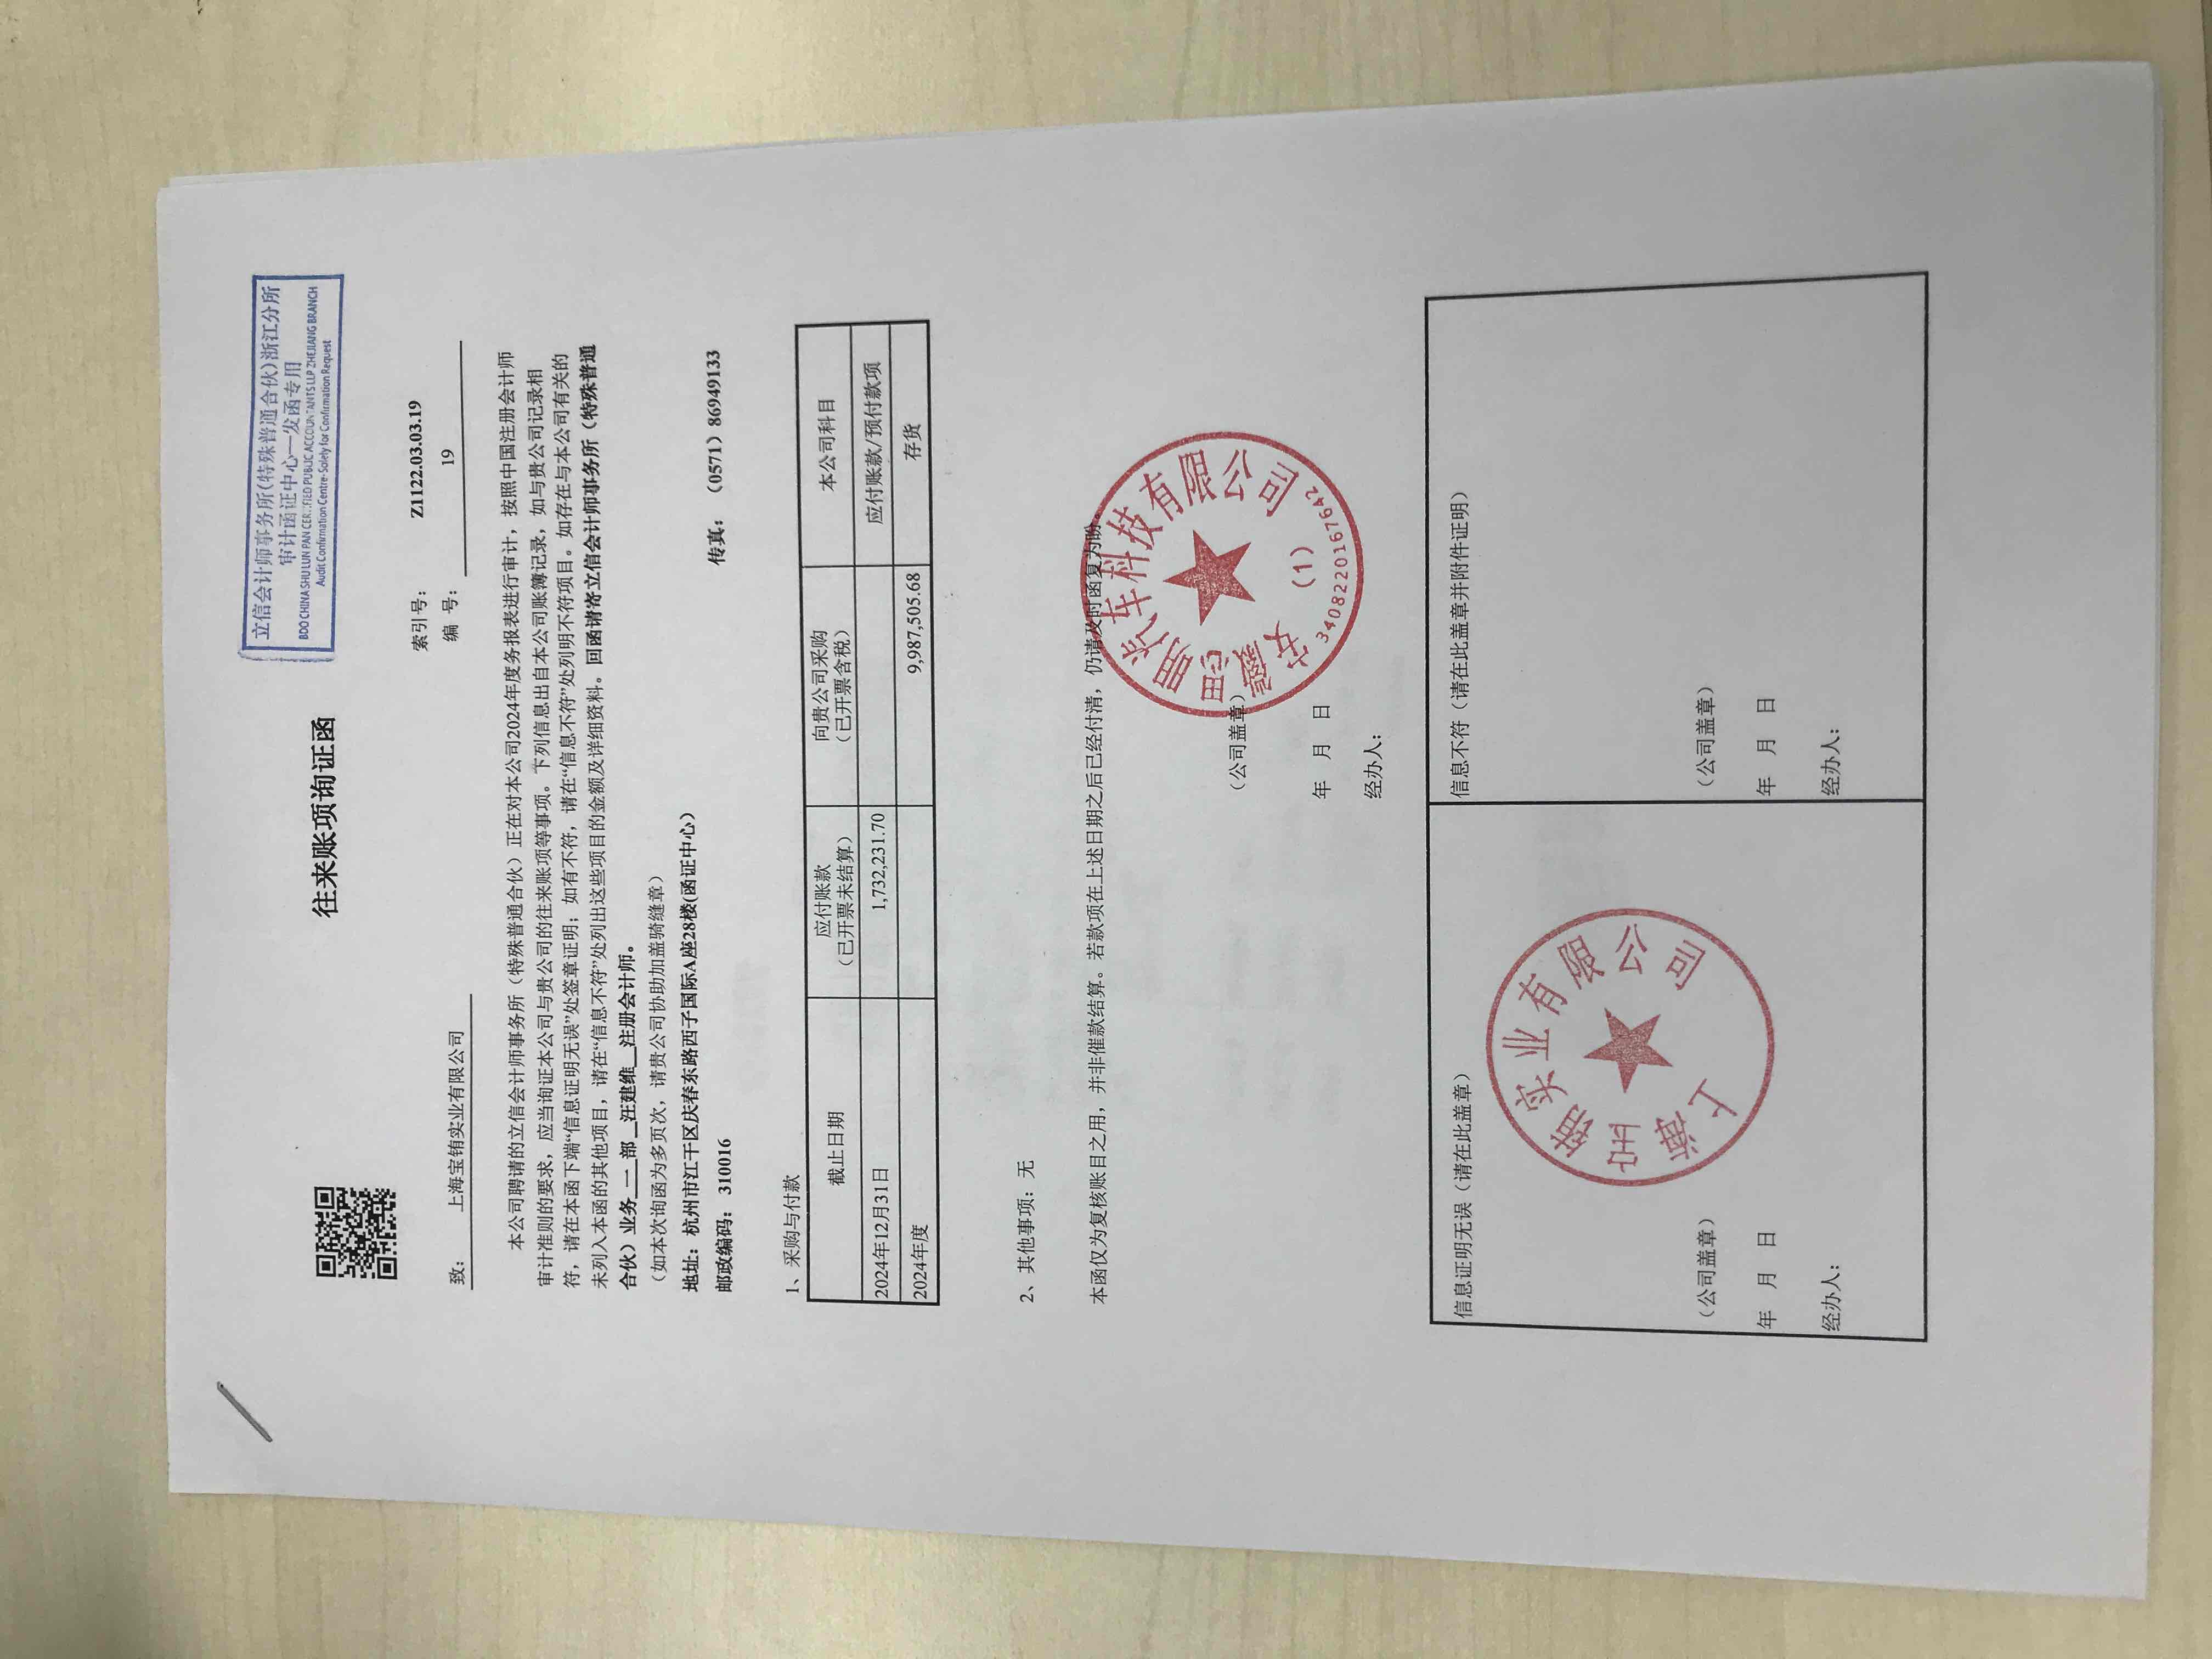 立信会计师事务所(特殊普通合伙)浙江分所
审计函证中心—发函专用
BDO CHINA SHU LUN PAN CERTIFIED PUBLIC ACCOUNTANTS LLP ZHEJIANG BRANCH
Audit Confirmation Centre-Solely for Confirmation Request
往来账项询证函
索引号： Z1122.03.03.19
编 号： 19
致： 上海宝铕实业有限公司
本公司聘请的立信会计师事务所（特殊普通合伙）正在对本公司2024年度务报表进行审计，按照中国注册会计师
审计准则的要求，应当询证本公司与贵公司的往来账项等事项。下列信息出自本公司账簿记录，如与贵公司记录相
符，请在本函下端“信息证明无误”处签章证明；如有不符，请在“信息不符”处列明不符项目。如存在与本公司有关的
未列入本函的其他项目，请在“信息不符”处列出这些项目的金额及详细资料。回函请寄立信会计师事务所（特殊普通
合伙）业务__一__部__汪建维__注册会计师。
（如本次询函为多页次，请贵公司协助加盖骑缝章）
地址：杭州市江干区庆春东路西子国际A座28楼(函证中心）
邮政编码： 310016 传真：（0571）86949133
1、采购与付款
截止日期 应付账款（已开票未结算） 向贵公司采购（已开票含税） 本公司科目
2024年12月31日 1,732,231.70 应付账款/预付款项
2024年度 9,987,505.68 存货
2、其他事项：无
本函仅为复核账目之用，并非催款结算。若款项在上述日期之后已经付清，仍请及时函复为盼。
安徽思明汽车科技有限公司
(1)
3408220167642
（公司盖章）
年 月 日
经办人：
信息证明无误（请在此盖章） 信息不符（请在此盖章并附件证明）
上海宝铕实业有限公司
（公司盖章） （公司盖章）
年 月 日 年 月 日
经办人： 经办人：